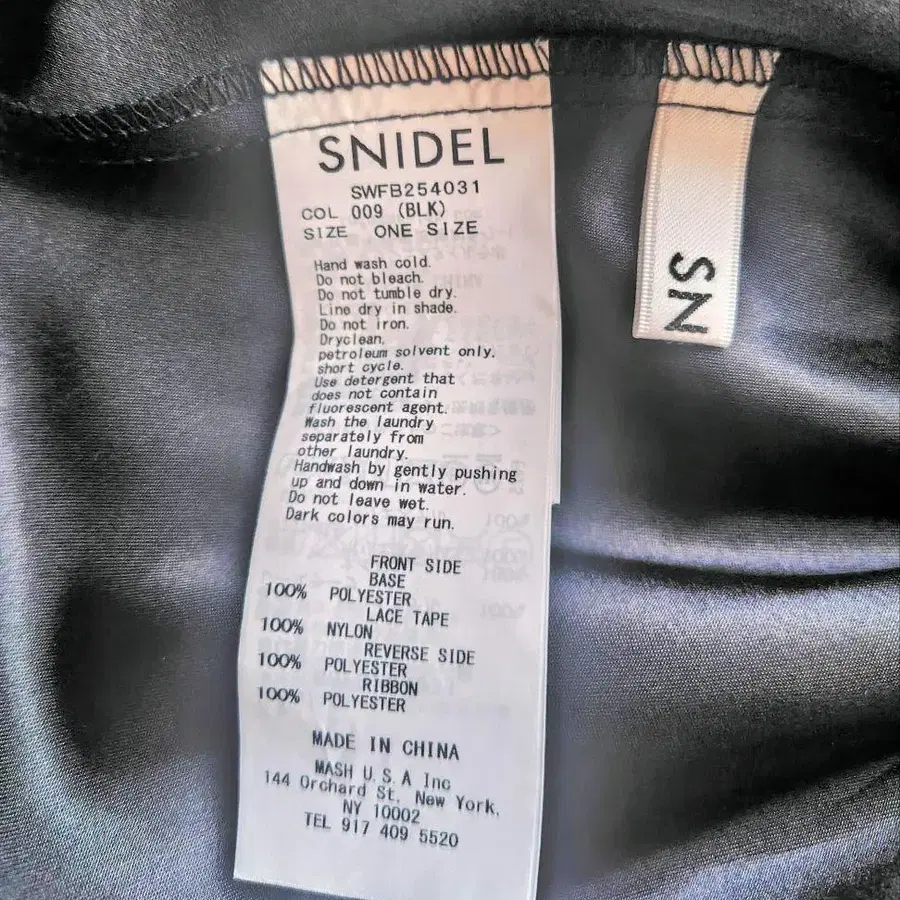 SNIDEL
SWFB254031
COL 009 (BLK)
SIZE ONE SIZE
Hand wash cold.
Do not bleach.
Do not tumble dry.
Line dry in shade.
Do not iron.
Dryclean,
petroleum solvent only,
short cycle.
Use detergent that
does not contain
fluorescent agent.
Wash the laundry
separately from
other laundry.
Handwash by gently pushing
up and down in water.
Do not leave wet.
Dark colors may run.
FRONT SIDE
BASE
100% POLYESTER
LACE TAPE
100% NYLON
REVERSE SIDE
100% POLYESTER
RIBBON
100% POLYESTER
MADE IN CHINA
MASH U.S.A Inc
144 Orchard St. New York,
NY 10002
TEL 917 409 5520
SN